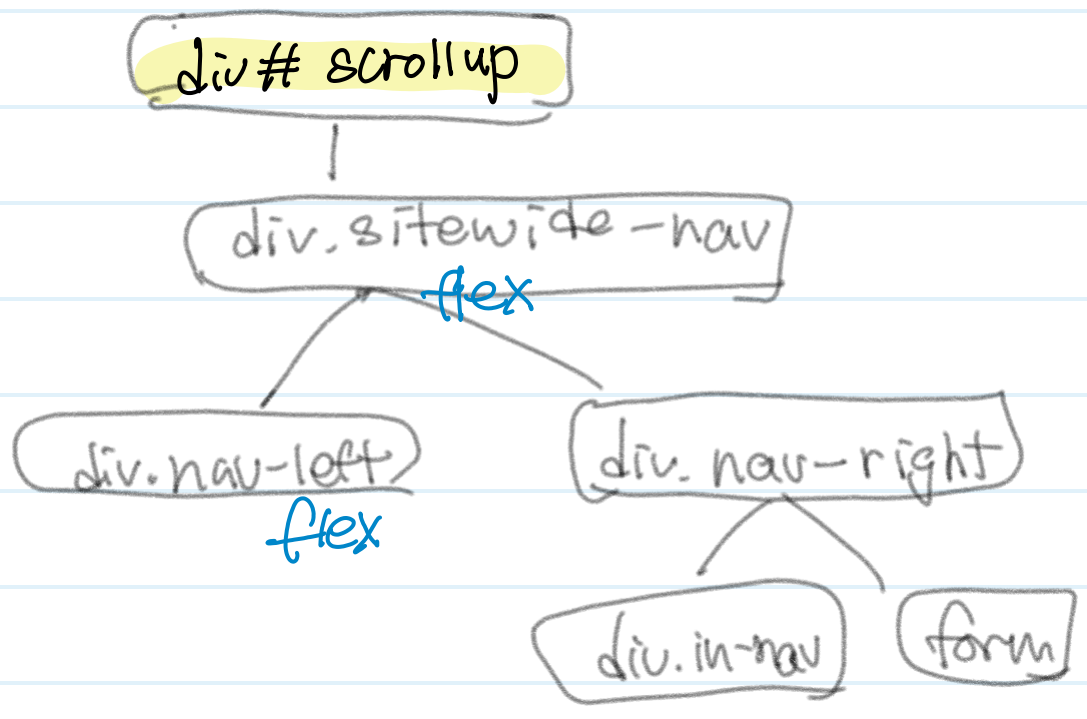 div# scrollup
div.sitewide-nav
flex
div.nav-left
div.nav-right
flex
div.in-nav
form